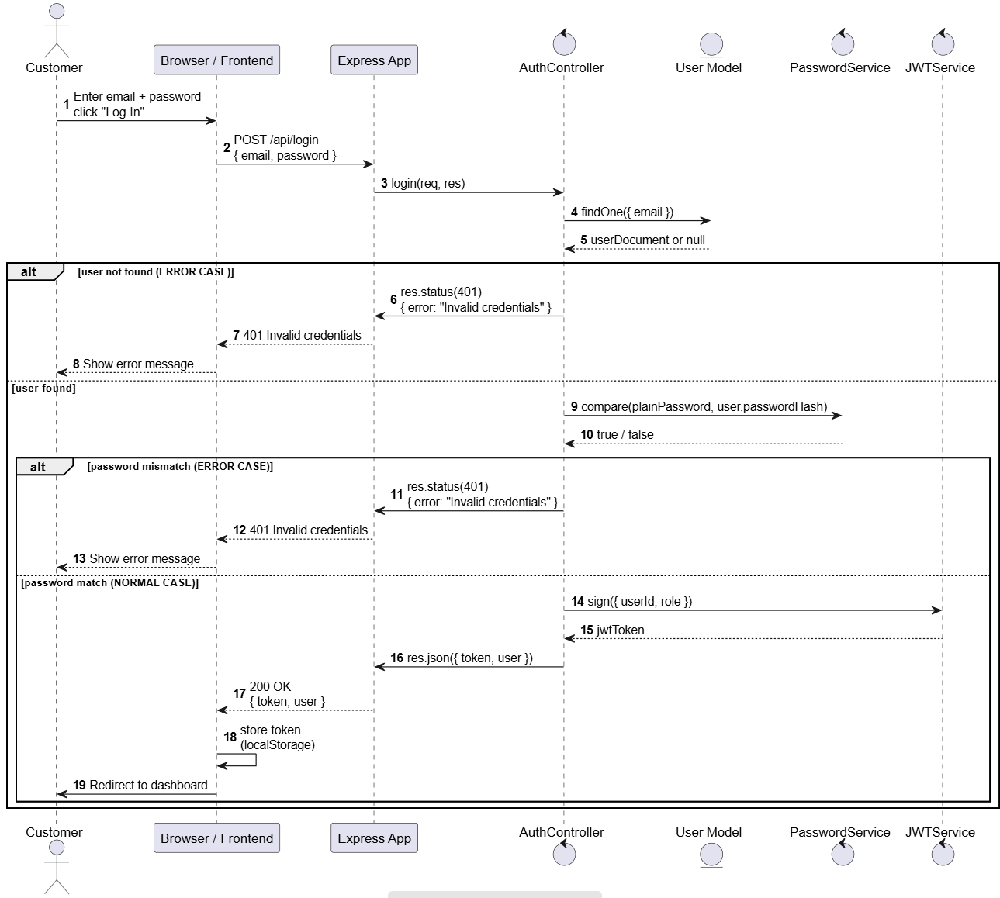 Customer
Browser / Frontend
Express App
AuthController
User Model
PasswordService
JWTService
1 Enter email + password
click "Log In"
2 POST /api/login
{ email, password }
3 login(req, res)
4 findOne({ email })
5 userDocument or null
alt [user not found (ERROR CASE)]
6 res.status(401)
{ error: "Invalid credentials" }
7 401 Invalid credentials
8 Show error message
[user found]
9 compare(plainPassword, user.passwordHash)
10 true / false
alt [password mismatch (ERROR CASE)]
11 res.status(401)
{ error: "Invalid credentials" }
12 401 Invalid credentials
13 Show error message
[password match (NORMAL CASE)]
14 sign({ userId, role })
15 jwtToken
16 res.json({ token, user })
17 200 OK
{ token, user }
18 store token
(localStorage)
19 Redirect to dashboard
Customer
Browser / Frontend
Express App
AuthController
User Model
PasswordService
JWTService